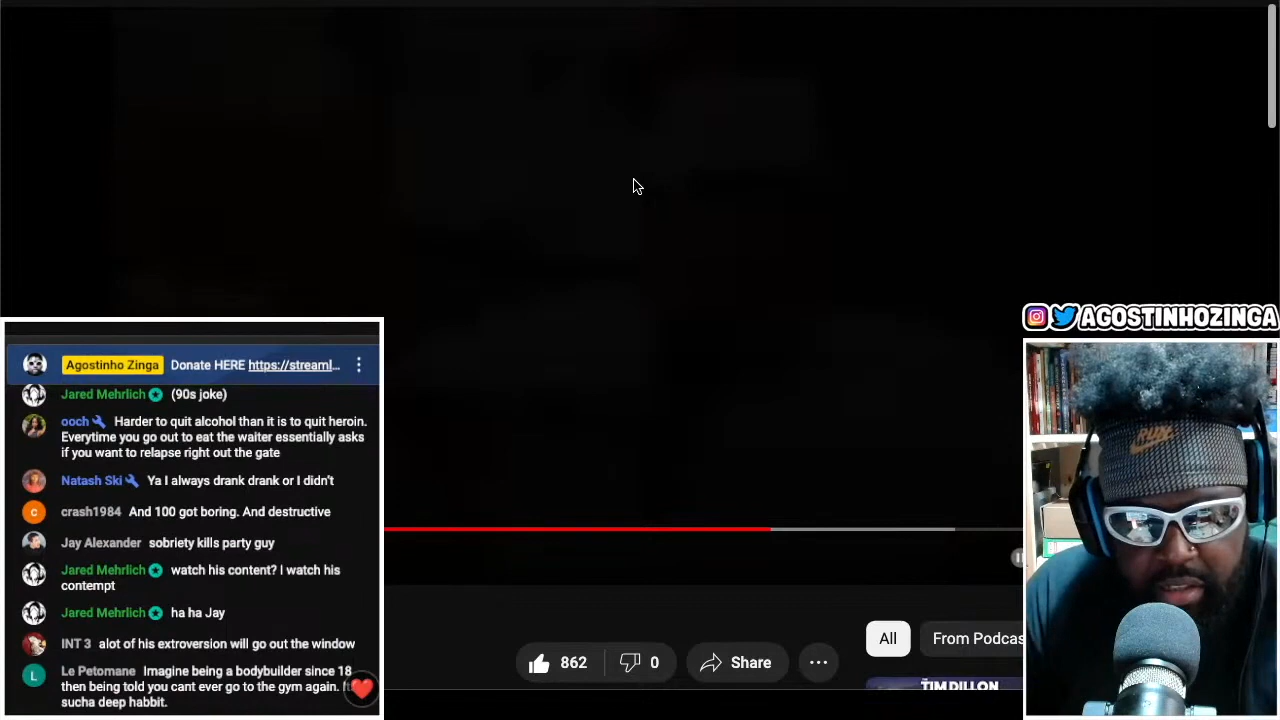 AGOSTINHOZINGA
Agostinho Zinga Donate HERE https://streaml...
Jared Mehrlich (90s joke)
ooch Harder to quit alcohol than it is to quit heroin.
Everytime you go out to eat the waiter essentially asks
if you want to relapse right out the gate
Natash Ski Ya I always drank drank or I didn't
crash1984 And 100 got boring. And destructive
Jay Alexander sobriety kills party guy
Jared Mehrlich watch his content? I watch his
contempt
Jared Mehrlich ha ha Jay
INT 3 alot of his extroversion will go out the window
Le Petomane Imagine being a bodybuilder since 18
then being told you cant ever go to the gym again.
sucha deep habbit.
862 0 Share
All From Podcas
TIM DILLON
RUN